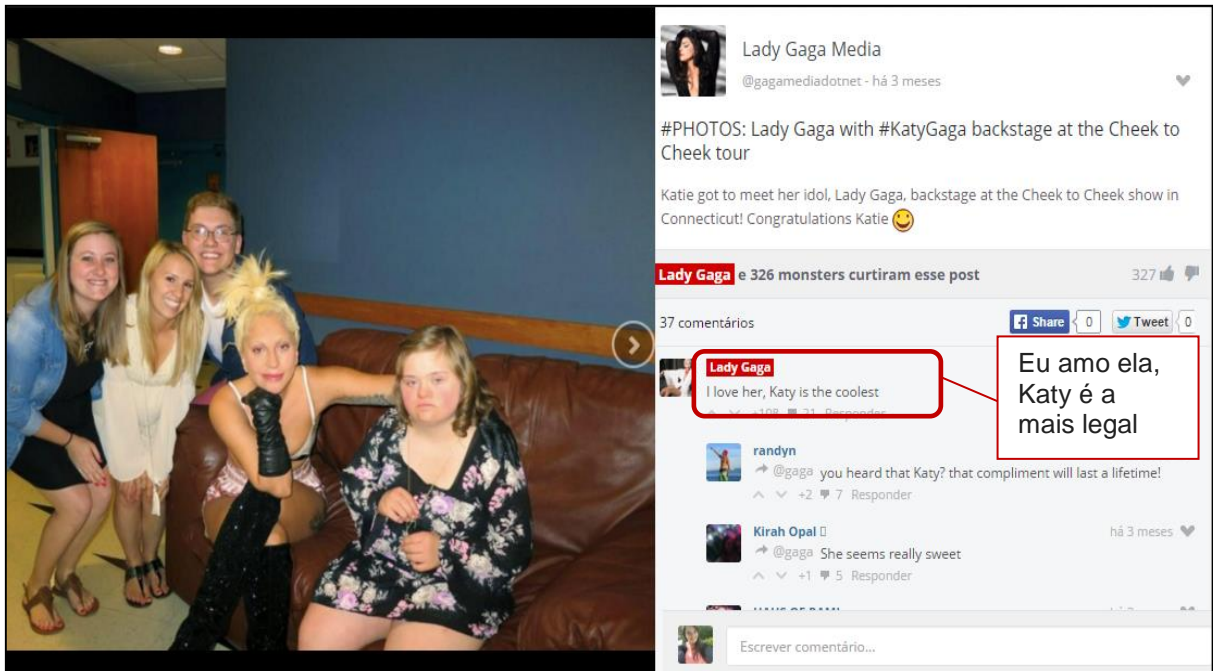 Lady Gaga Media
@gagamediadotnet - há 3 meses
#PHOTOS: Lady Gaga with #KatyGaga backstage at the Cheek to
Cheek tour
Katie got to meet her idol, Lady Gaga, backstage at the Cheek to Cheek show in
Connecticut! Congratulations Katie
Lady Gaga e 326 monsters curtiram esse post 327
37 comentários Share 0 Tweet 0
Lady Gaga
I love her, Katy is the coolest
+108 21 Responder
Eu amo ela,
Katy é a
mais legal
randyn
@gaga you heard that Katy? that compliment will last a lifetime!
+2 7 Responder
Kirah Opal há 3 meses
@gaga She seems really sweet
+1 5 Responder
Escrever comentário...